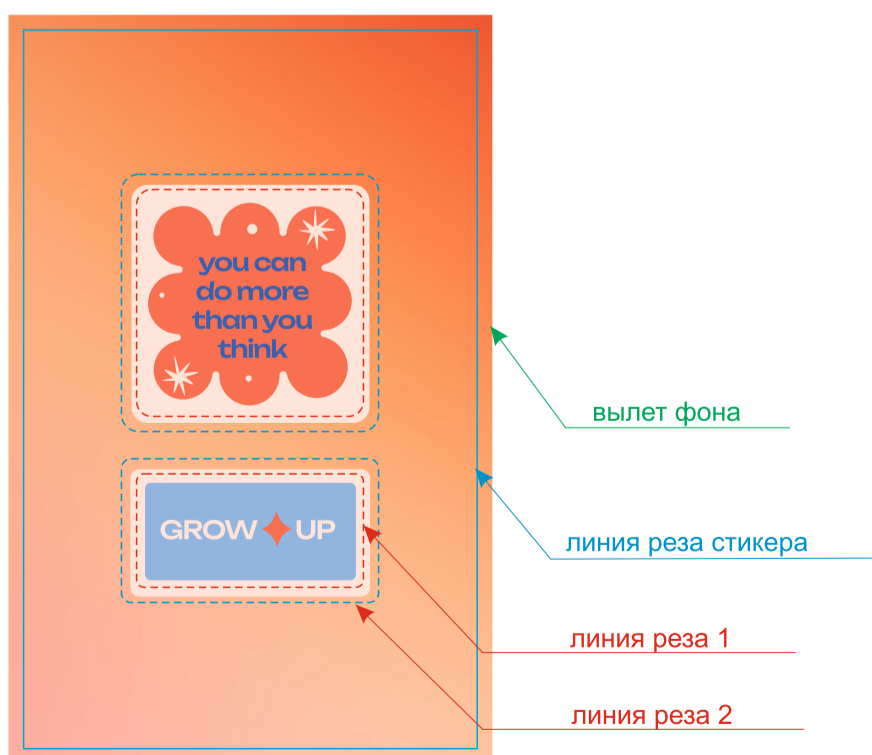 you can
do more
than you
think
GROW UP
вылет фона
линия реза стикера
линия реза 1
линия реза 2